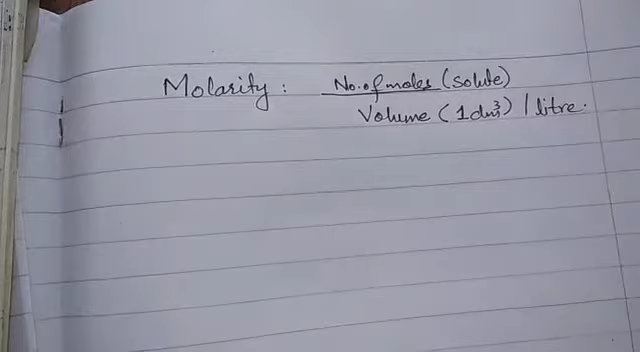 Molarity : No. of moles (solute)
Volume (1dm³) / litre.